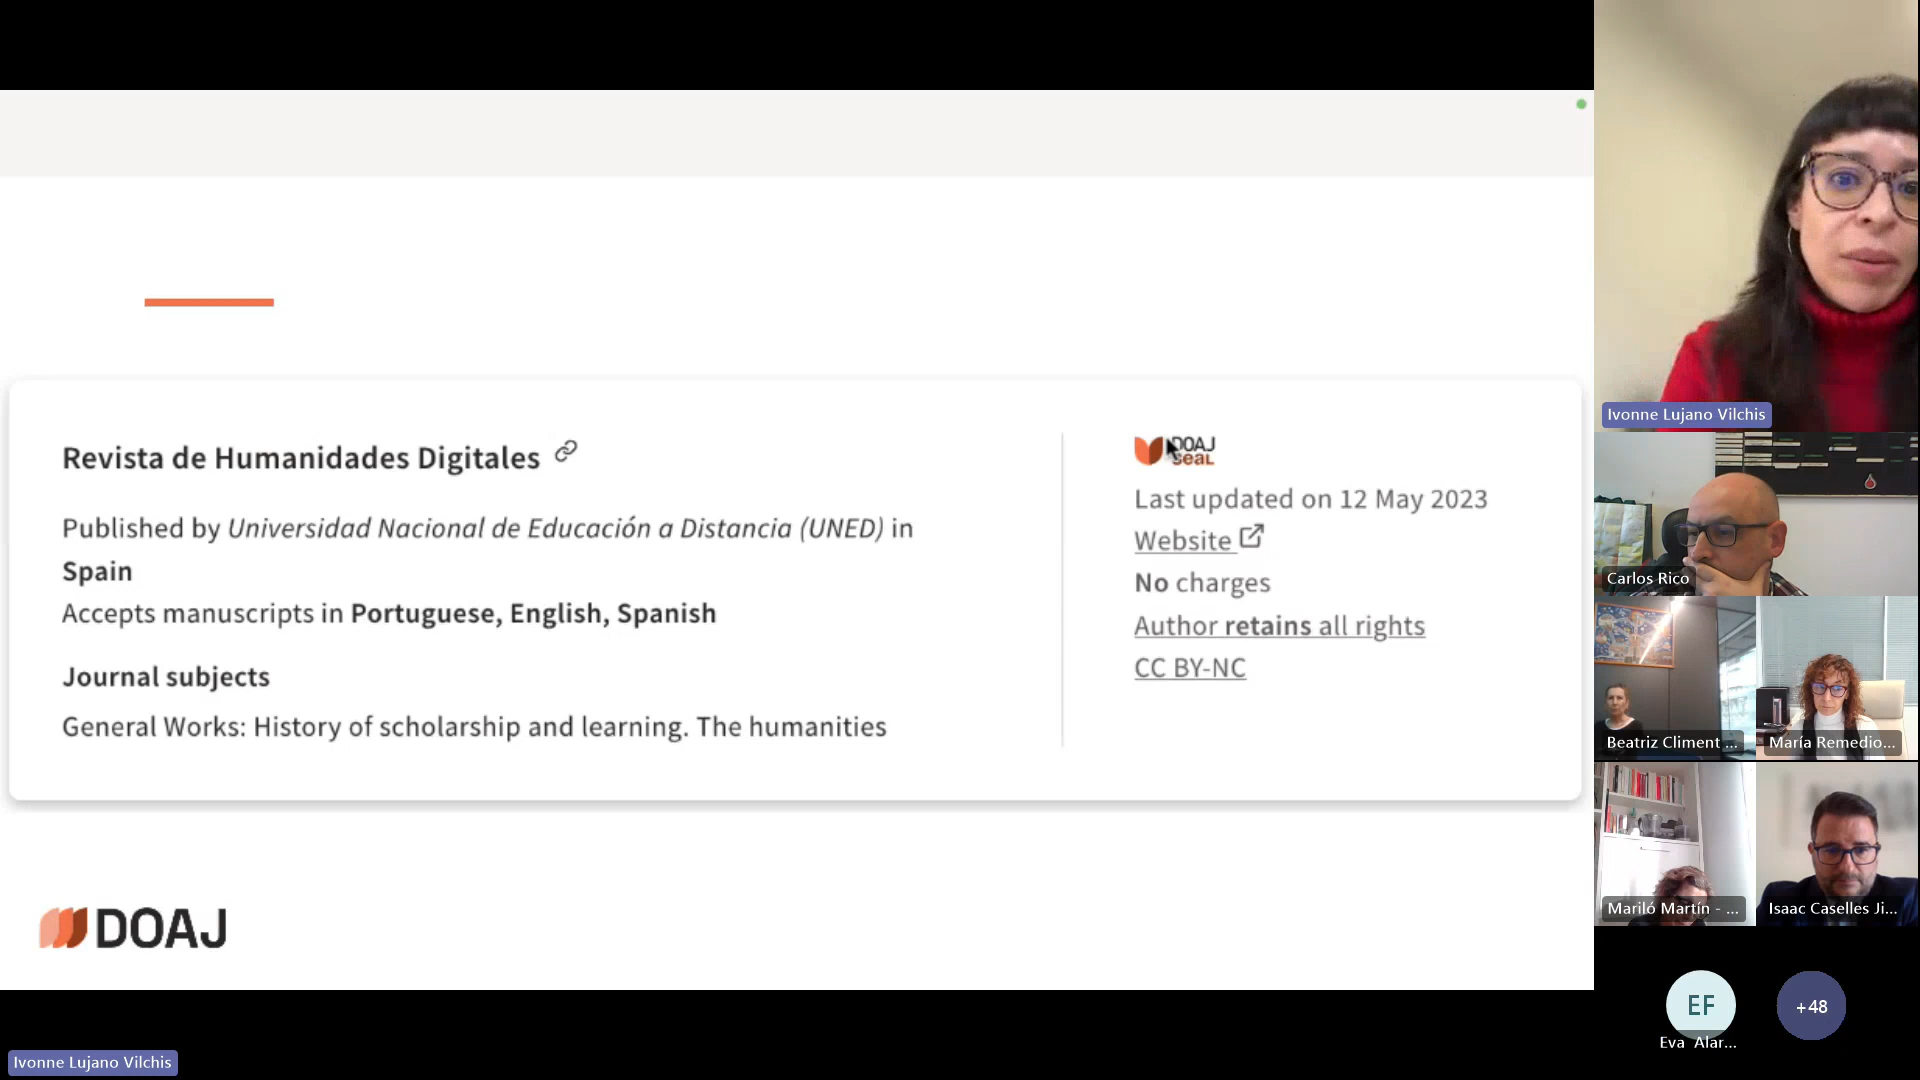 Revista de Humanidades Digitales
Published by Universidad Nacional de Educación a Distancia (UNED) in
Spain
Accepts manuscripts in Portuguese, English, Spanish
Journal subjects
General Works: History of scholarship and learning. The humanities
DOAJ
seal
Last updated on 12 May 2023
Website
No charges
Author retains all rights
CC BY-NC
DOAJ
Ivonne Lujano Vilchis
Ivonne Lujano Vilchis
Carlos Rico
Beatriz Climent ...
María Remedio...
Mariló Martín - ...
Isaac Caselles Ji...
EF
Eva Alar...
+48